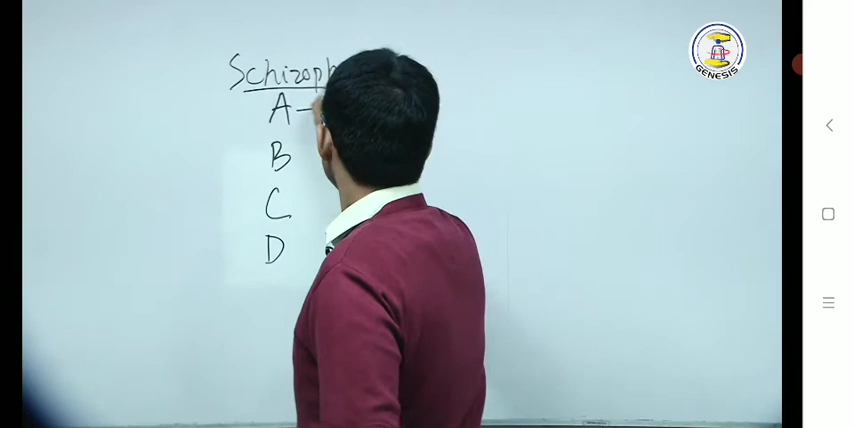 Schizoph
A –
B
C
D
GENESIS